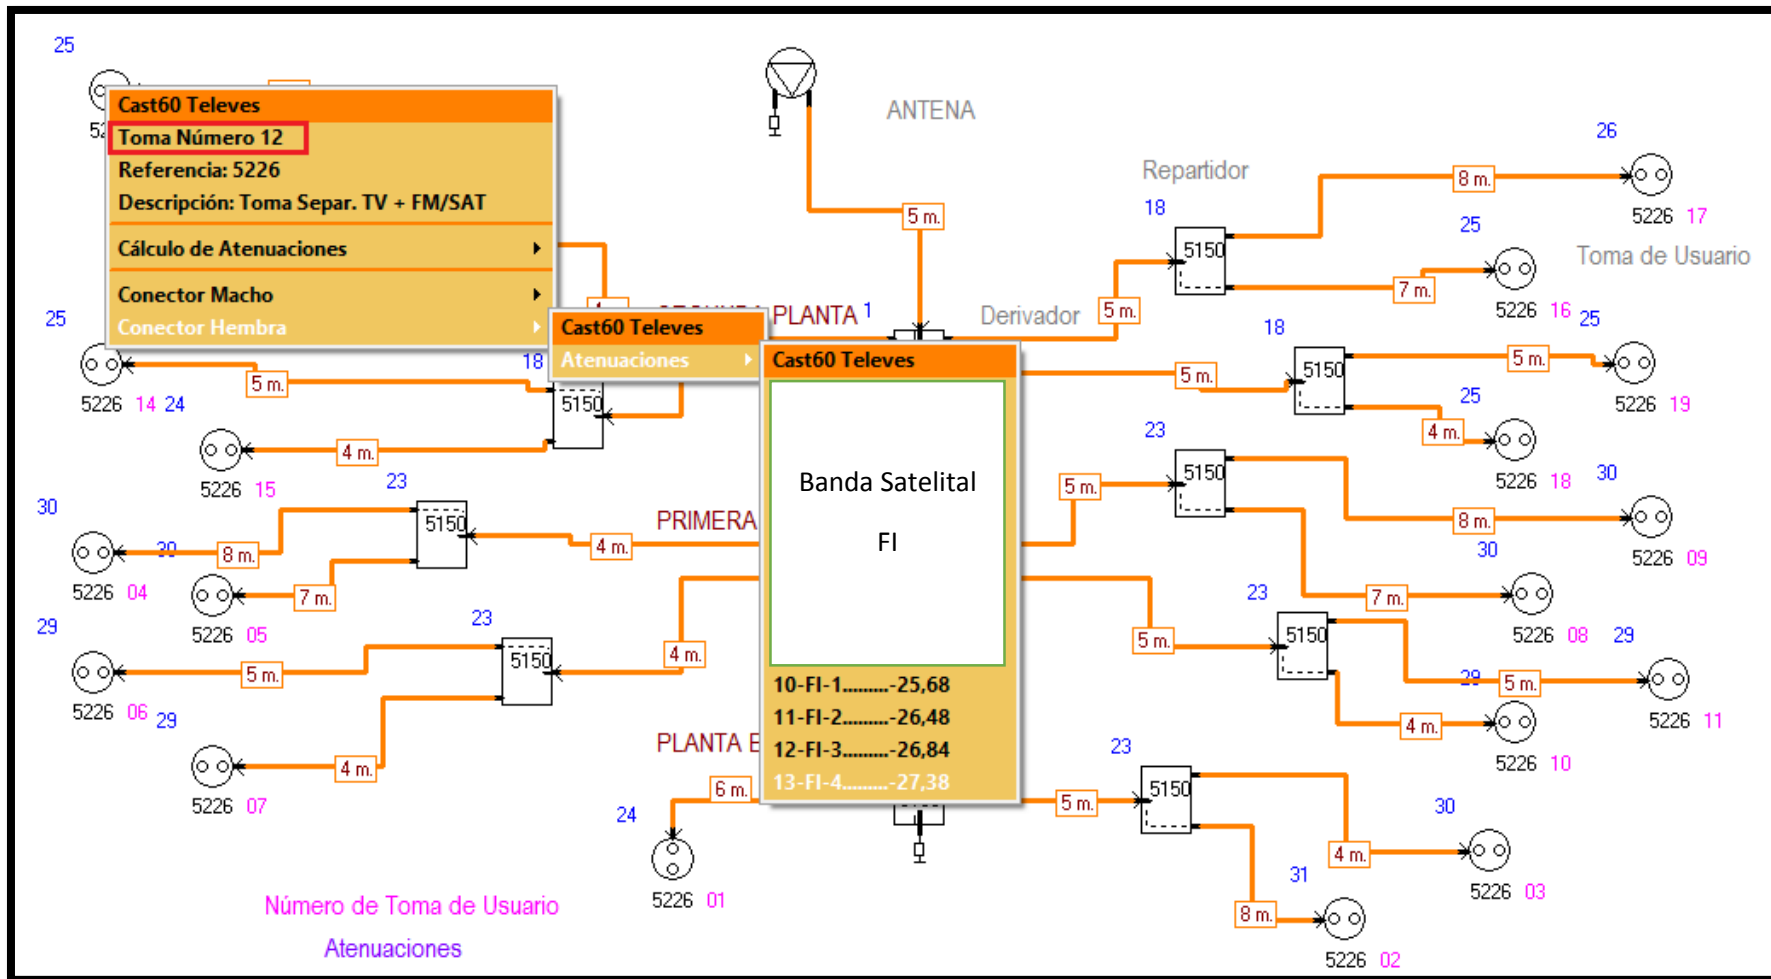 25
Cast60 Televes
Toma Número 12
Referencia: 5226
Descripción: Toma Separ. TV + FM/SAT
Cálculo de Atenuaciones
Conector Macho
Conector Hembra
Cast60 Televes
Atenuaciones
Cast60 Televes
Banda Satelital
FI
10-FI-1.........-25,68
11-FI-2.........-26,48
12-FI-3.........-26,84
13-FI-4.........-27,38
ANTENA
5 m.
Repartidor
18
5150
8 m.
26
5226 17
25
7 m.
5226 16
Toma de Usuario
PLANTA
1
Derivador
5 m.
25
18
5150
5 m.
5 m.
5226 19
25
4 m.
5226 18
25
5226 14
5 m.
18
5150
24
4 m.
5226 15
PRIMERA
30
5226 04
8 m.
23
5150
4 m.
30
7 m.
5226 05
23
5150
5 m.
30
8 m.
5226 09
30
7 m.
5226 08
29
5226 06
5 m.
23
5150
4 m.
29
4 m.
5226 07
23
5150
5 m.
29
5 m.
5226 11
29
4 m.
5226 10
PLANTA
6 m.
24
5226 01
23
5150
5 m.
30
4 m.
5226 03
31
8 m.
5226 02
Número de Toma de Usuario
Atenuaciones